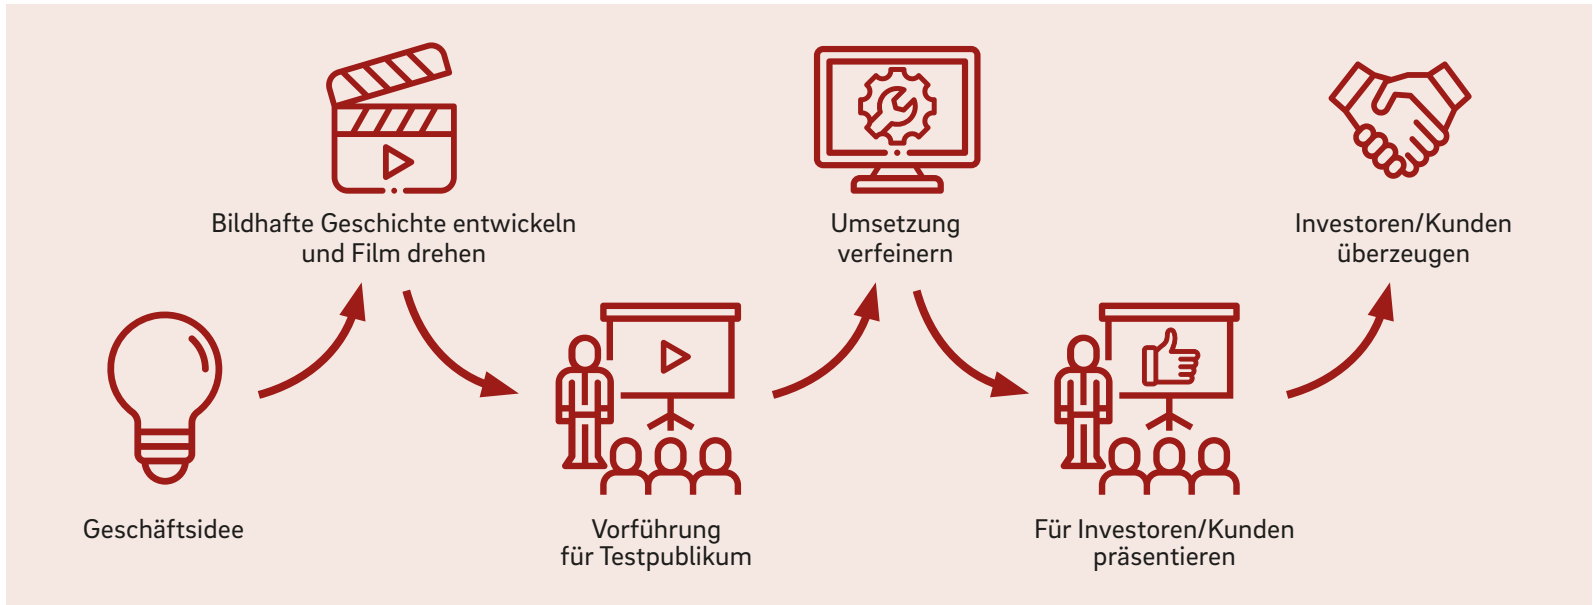 Geschäftsidee
Bildhafte Geschichte entwickeln
und Film drehen
Vorführung
für Testpublikum
Umsetzung
verfeinern
Für Investoren/Kunden
präsentieren
Investoren/Kunden
überzeugen